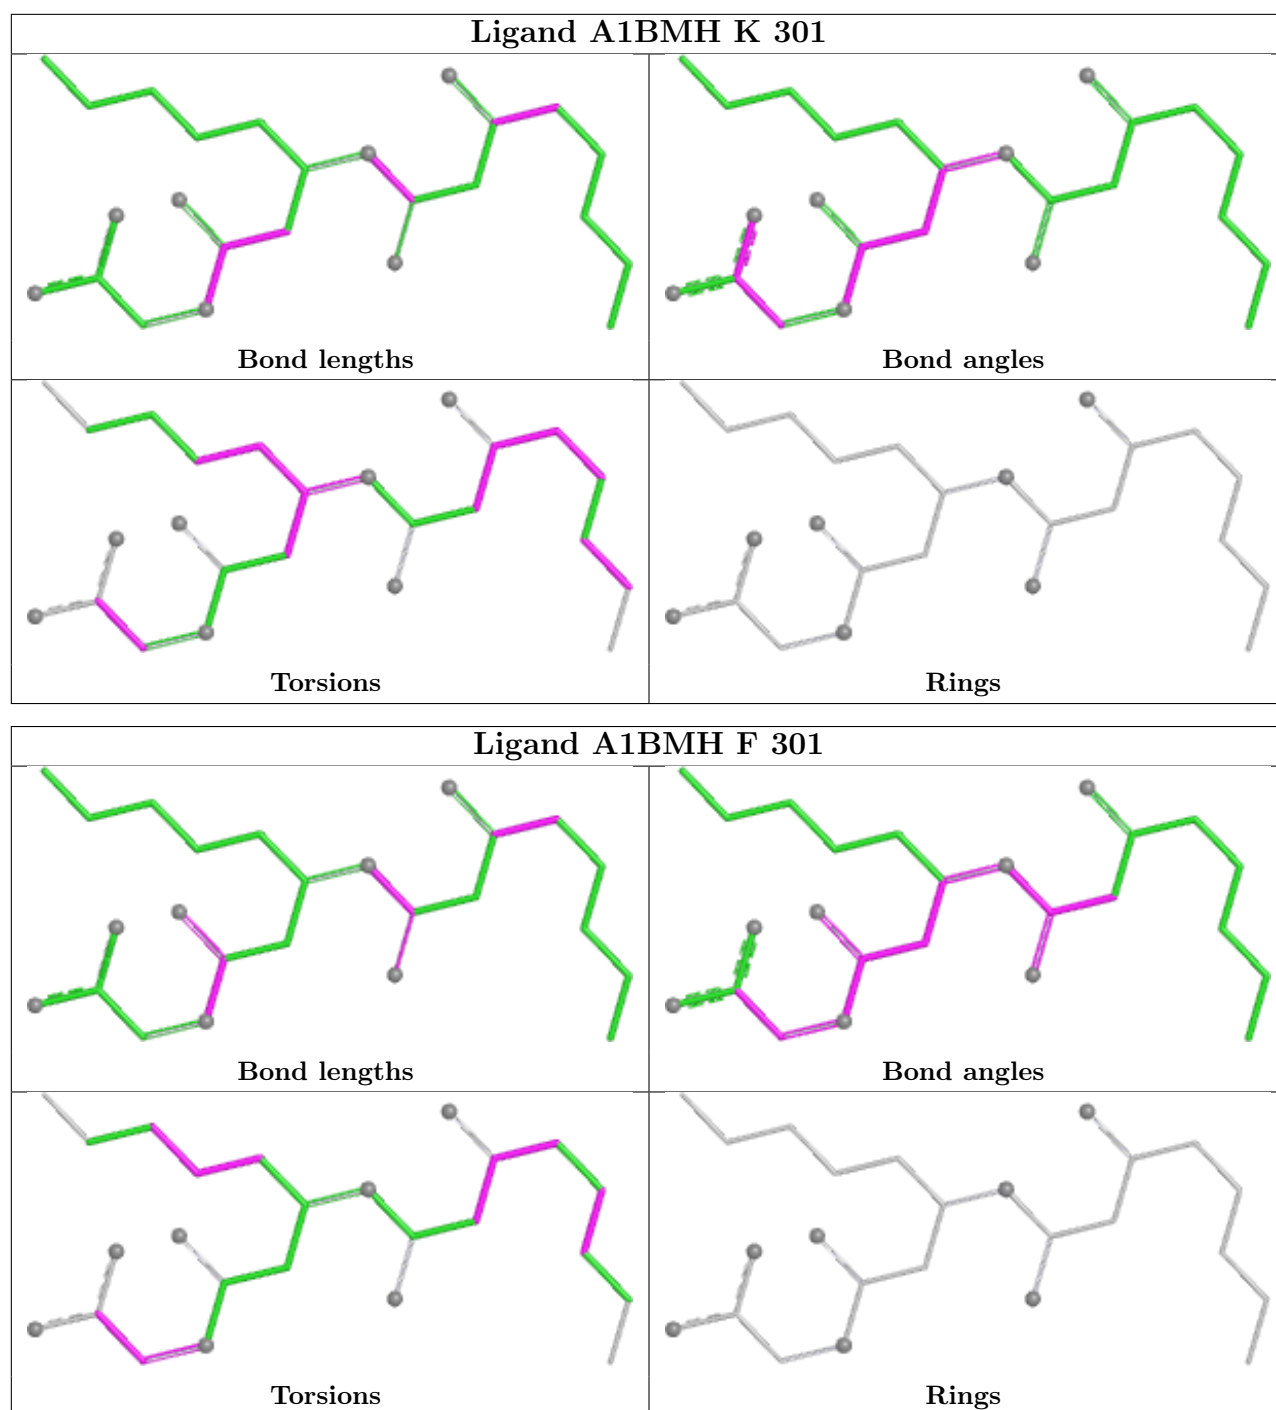 Ligand A1BMH K 301
Bond lengths
Bond angles
Torsions
Rings
Ligand A1BMH F 301
Bond lengths
Bond angles
Torsions
Rings